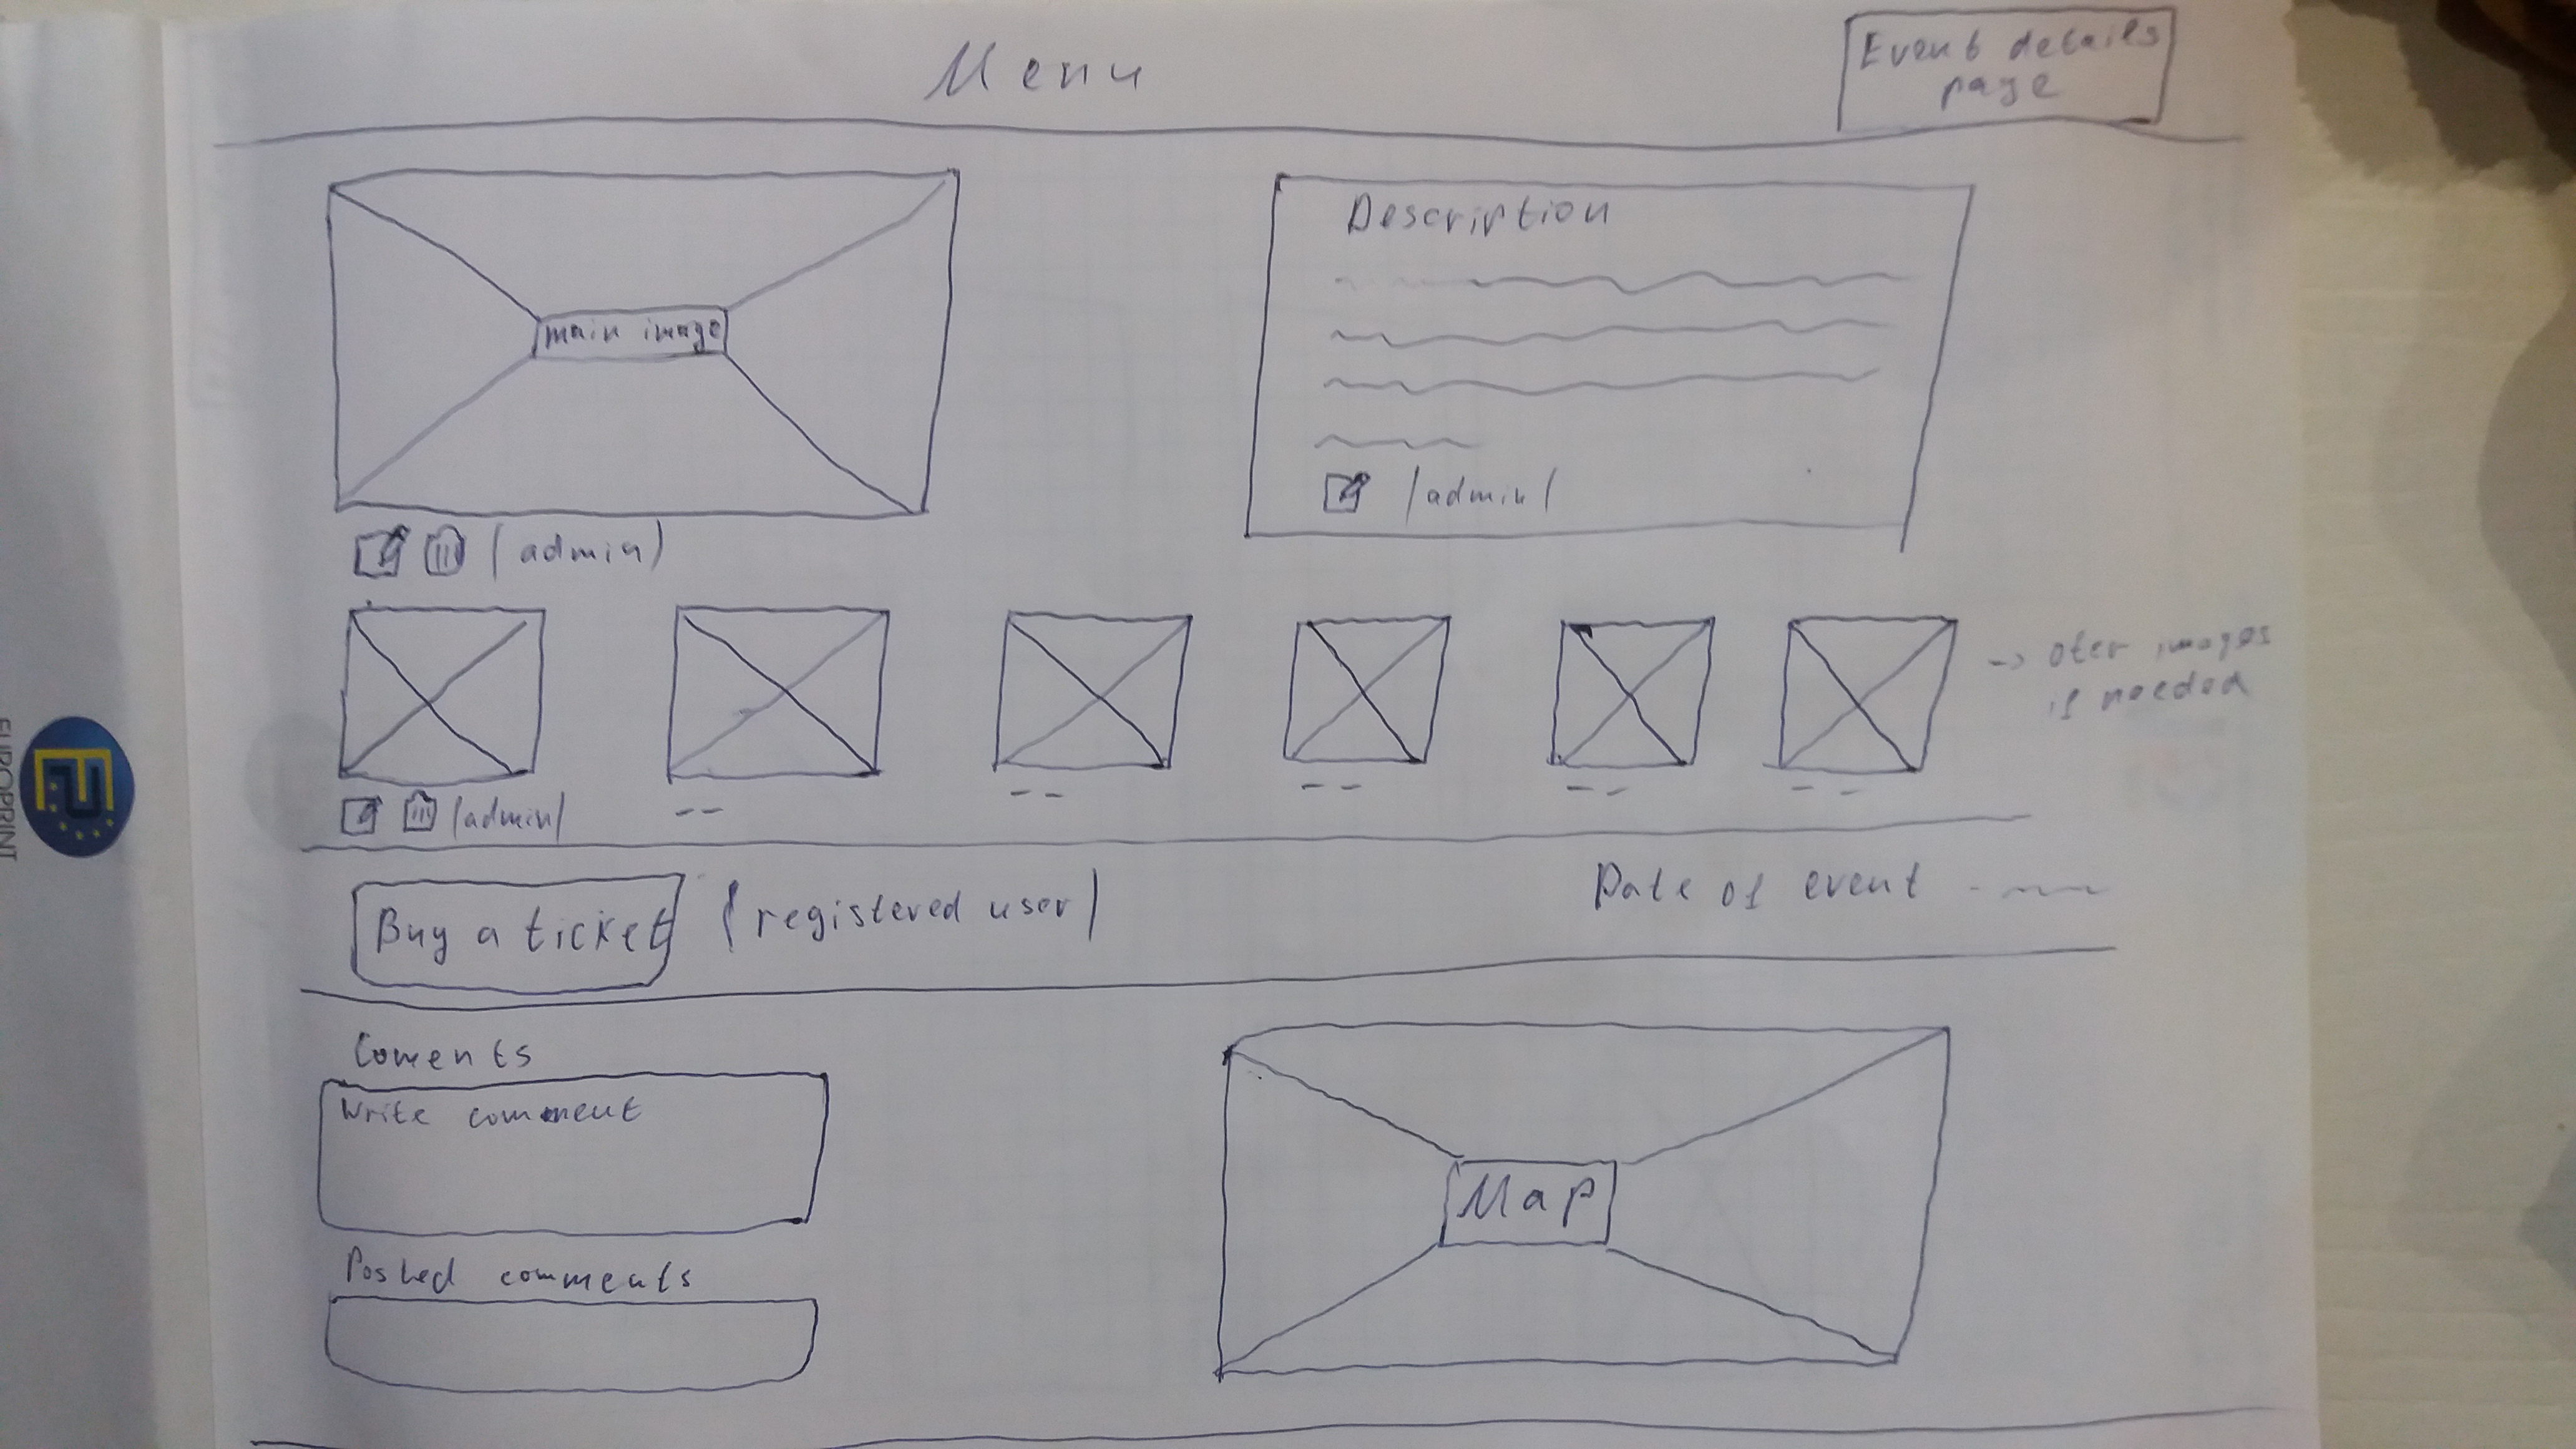 EUROPRINT
Menu
Event details
page
main image
Description
/admin/
(admin)
-> oter images
if needed
/admin/
Buy a ticket
/registered user/
Date of event
Coments
Write comment
Map
Posted comments